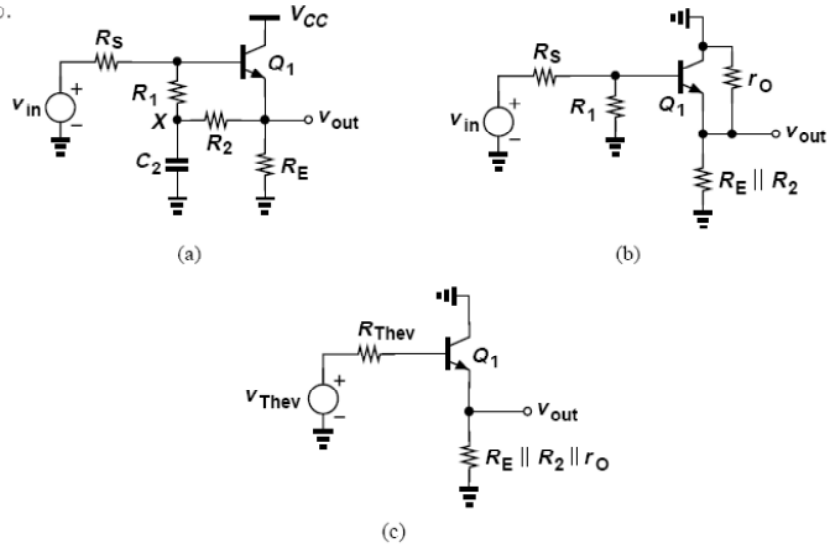 V_CC
R_S
Q_1
R_1
v_in
+
−
X
R_2
v_out
C_2
R_E
(a)
R_S
r_O
R_1
Q_1
v_in
+
−
v_out
R_E || R_2
(b)
R_Thev
Q_1
v_Thev
+
−
v_out
R_E || R_2 || r_O
(c)